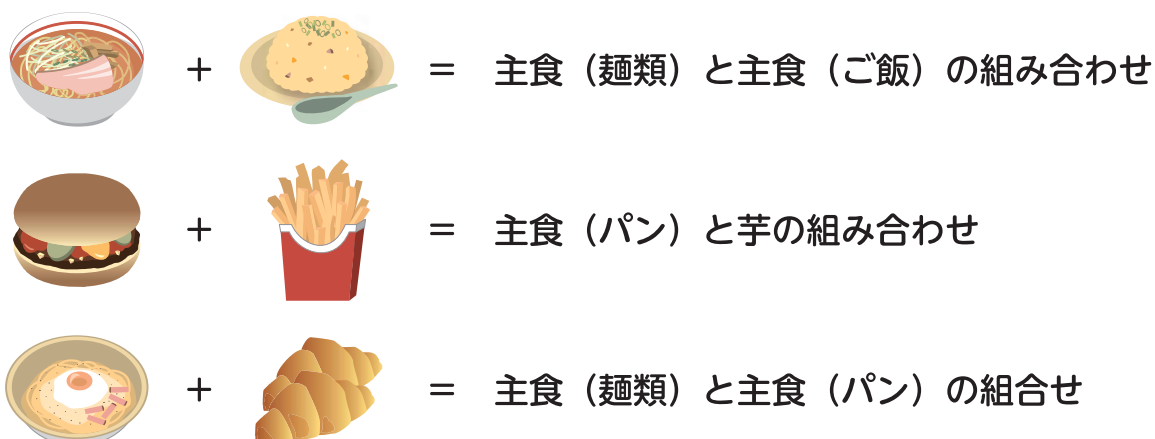 + = 主食（麺類）と主食（ご飯）の組み合わせ
+ = 主食（パン）と芋の組み合わせ
+ = 主食（麺類）と主食（パン）の組合せ